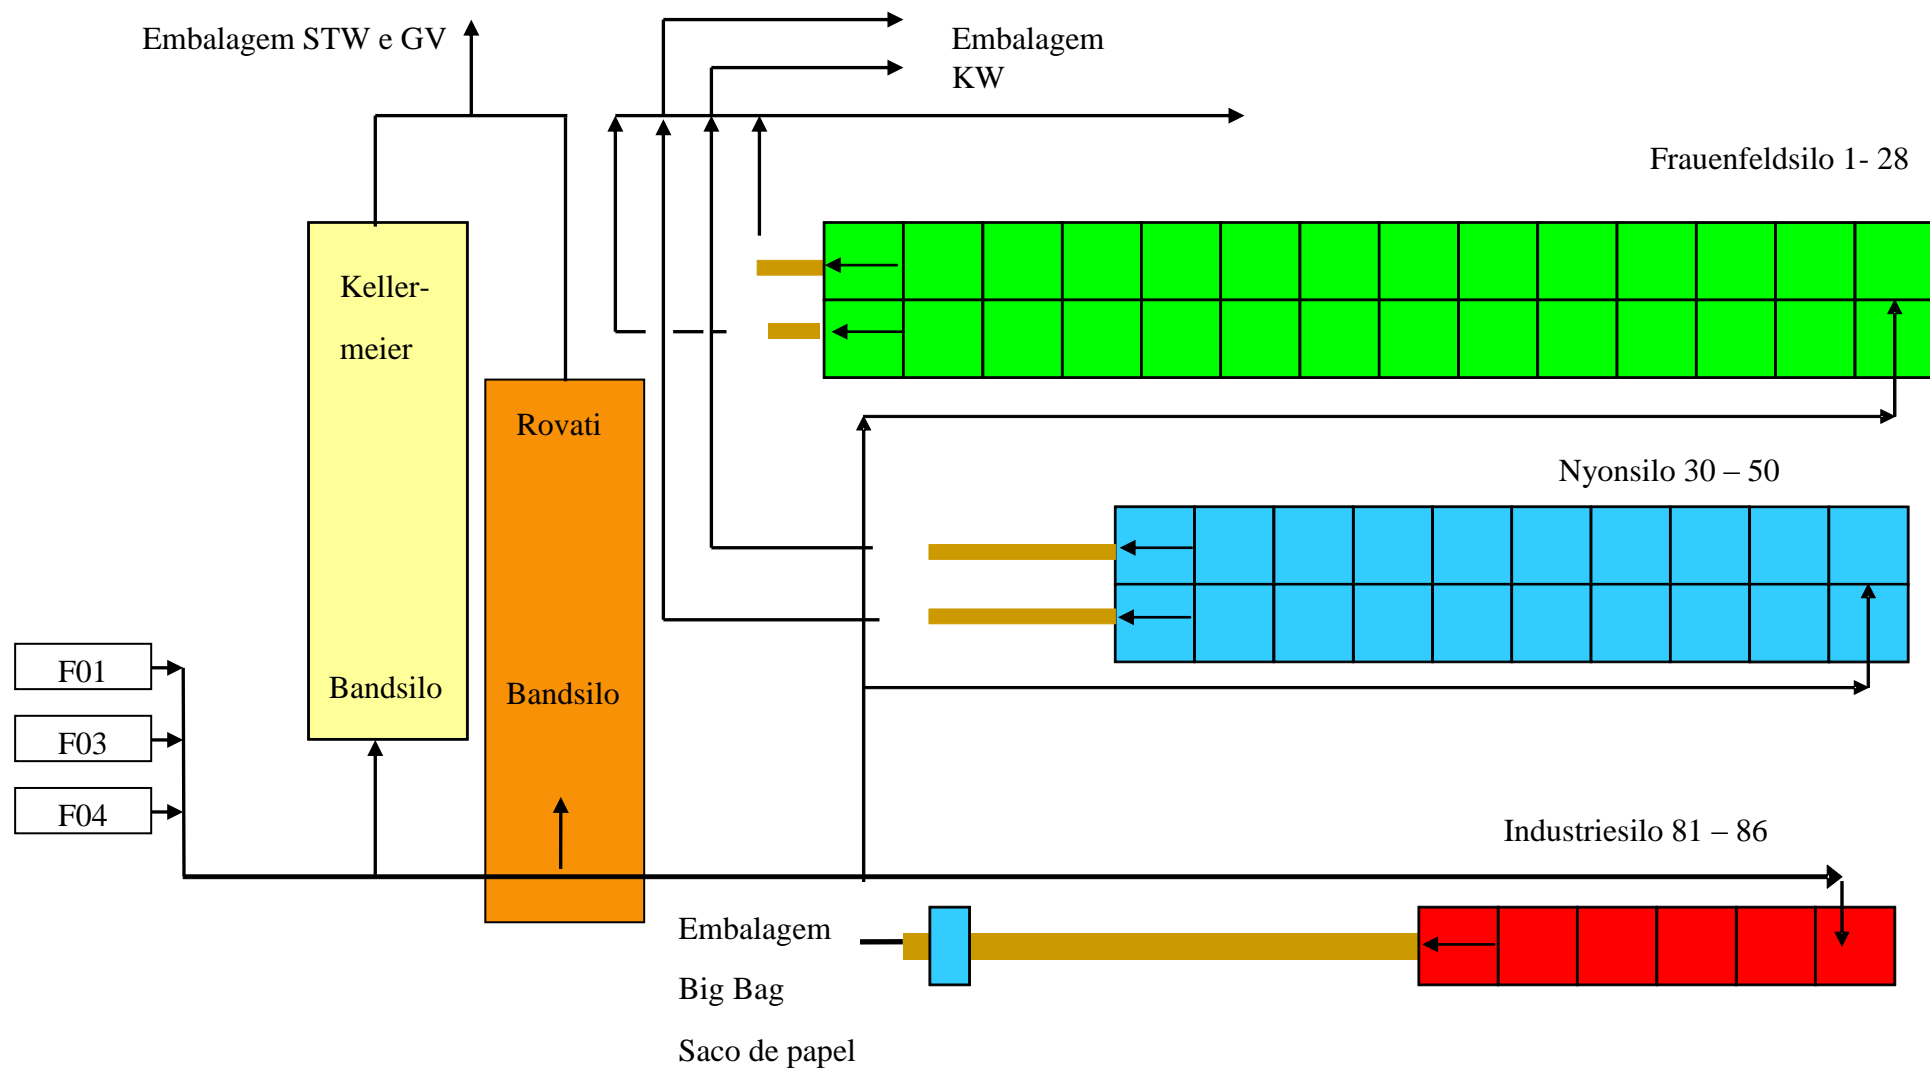 Embalagem STW e GV
Embalagem
KW
Frauenfeldsilo 1- 28
Keller-
meier
Bandsilo
Rovati
Bandsilo
Nyonsilo 30 – 50
F01
F03
F04
Industriesilo 81 – 86
Embalagem
Big Bag
Saco de papel